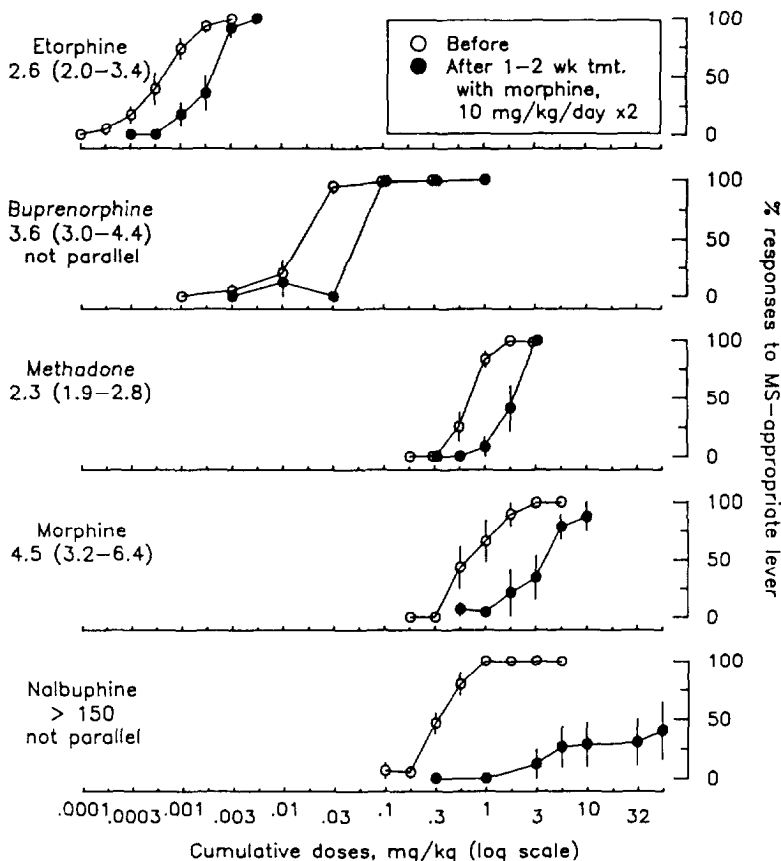 Etorphine
2.6 (2.0–3.4)
○ Before
● After 1–2 wk tmt.
with morphine,
10 mg/kg/day x2
100
50
0
Buprenorphine
3.6 (3.0–4.4)
not parallel
100
50
0
Methadone
2.3 (1.9–2.8)
100
50
0
Morphine
4.5 (3.2–6.4)
100
50
0
Nalbuphine
> 150
not parallel
100
50
0
% responses to MS–appropriate lever
.0001 .0003 .001 .003 .01 .03 .1 .3 1 3 10 32
Cumulative doses, mg/kg (log scale)